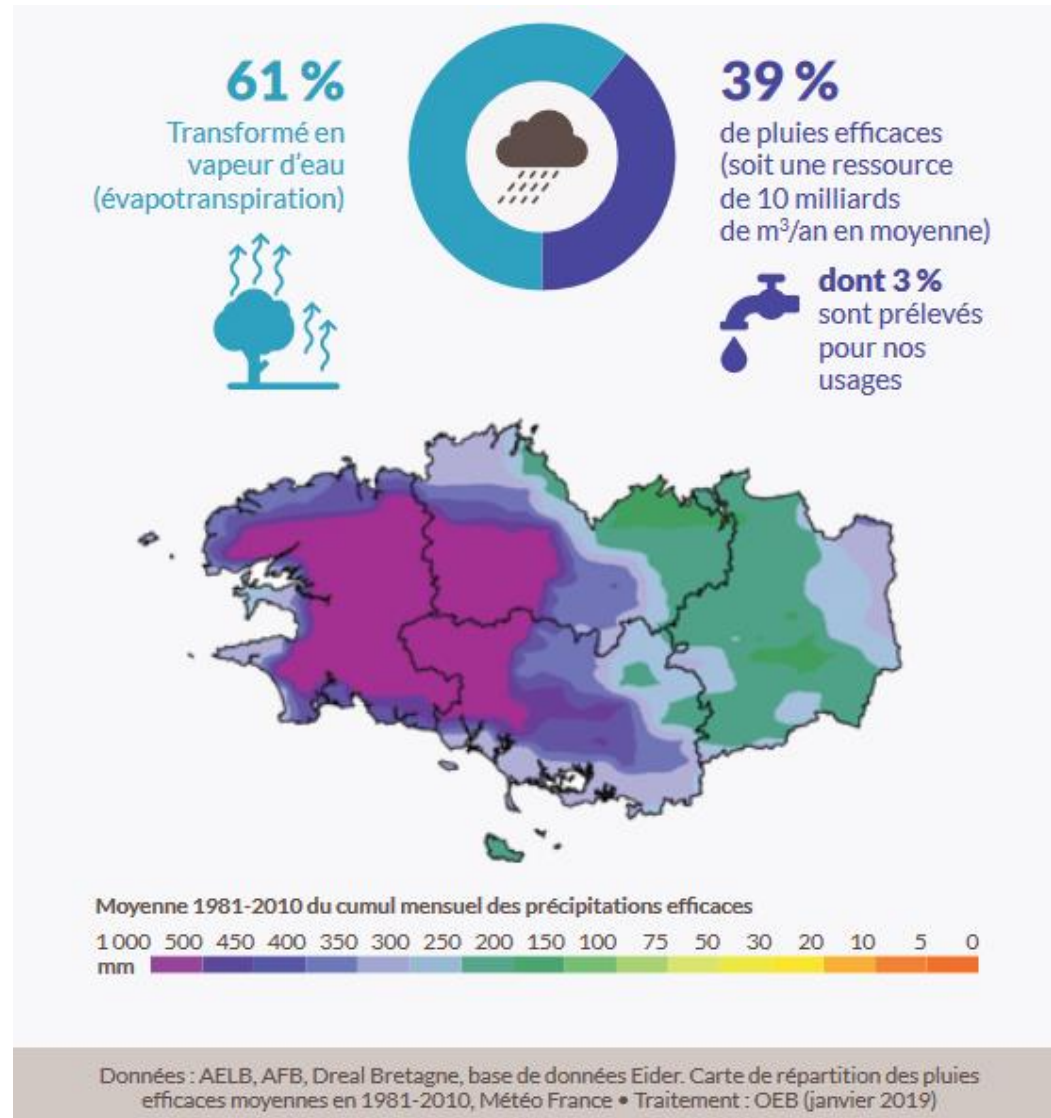 61 %
Transformé en
vapeur d'eau
(évapotranspiration)
39 %
de pluies efficaces
(soit une ressource
de 10 milliards
de m³/an en moyenne)
dont 3 %
sont prélevés
pour nos
usages
Moyenne 1981-2010 du cumul mensuel des précipitations efficaces
1 000 500 450 400 350 300 250 200 150 100 75 50 30 20 10 5 0
mm
Données : AELB, AFB, Dreal Bretagne, base de données Eider. Carte de répartition des pluies
efficaces moyennes en 1981-2010, Météo France • Traitement : OEB (janvier 2019)